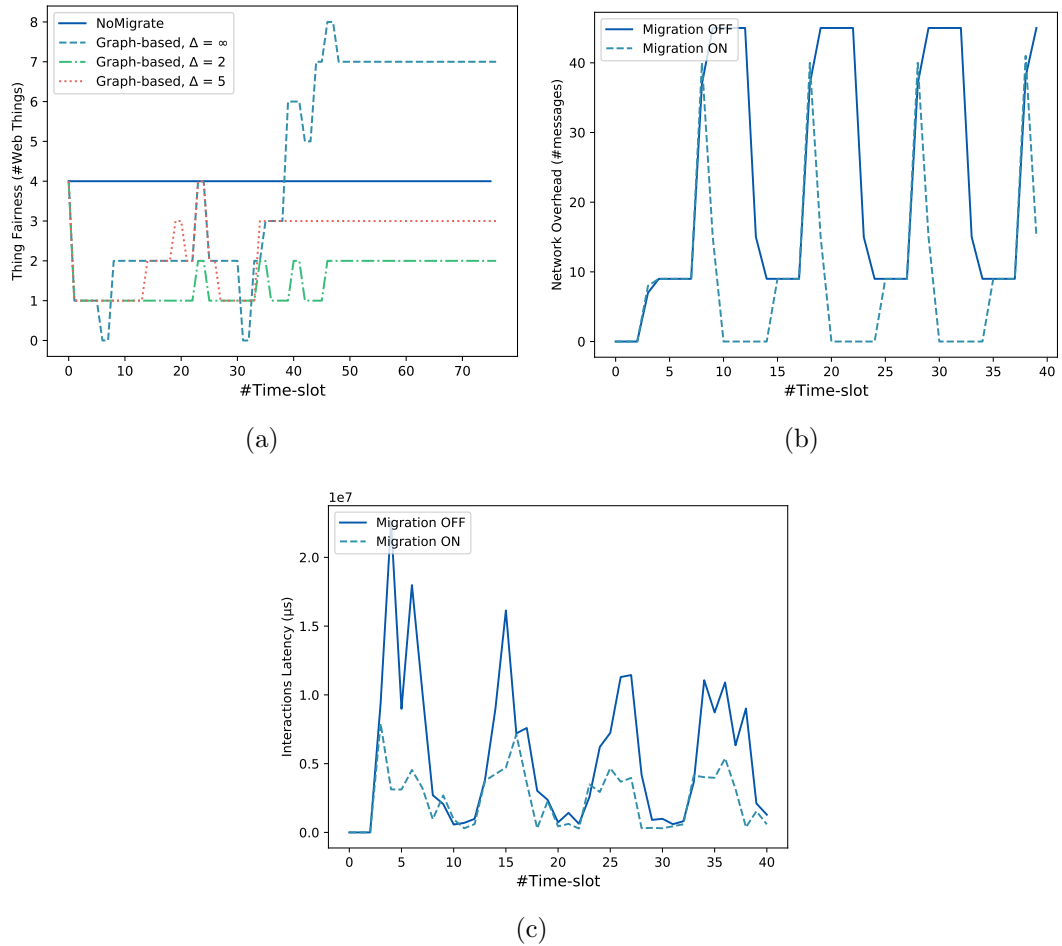 8
7
6
5
4
3
2
1
0
Thing Fairness (#Web Things)
NoMigrate
Graph-based, Δ = ∞
Graph-based, Δ = 2
Graph-based, Δ = 5
0 10 20 30 40 50 60 70
#Time-slot
(a)
40
30
20
10
0
Network Overhead (#messages)
Migration OFF
Migration ON
0 5 10 15 20 25 30 35 40
#Time-slot
(b)
1e7
2.0
1.5
1.0
0.5
0.0
Interactions Latency (μs)
Migration OFF
Migration ON
0 5 10 15 20 25 30 35 40
#Time-slot
(c)